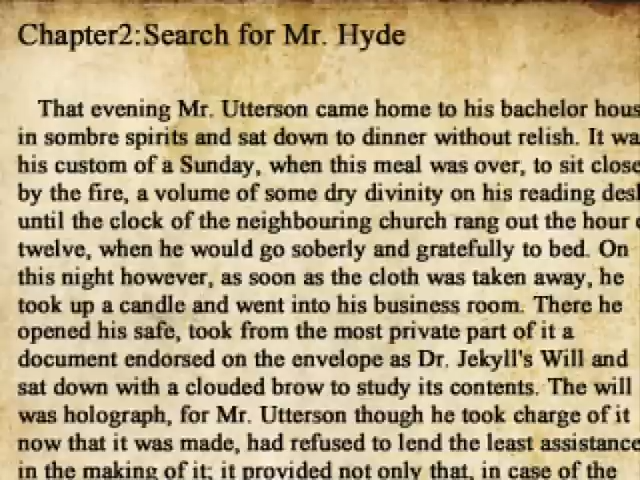 Chapter2:Search for Mr. Hyde
That evening Mr. Utterson came home to his bachelor hous
in sombre spirits and sat down to dinner without relish. It wa
his custom of a Sunday, when this meal was over, to sit close
by the fire, a volume of some dry divinity on his reading desk
until the clock of the neighbouring church rang out the hour o
twelve, when he would go soberly and gratefully to bed. On
this night however, as soon as the cloth was taken away, he
took up a candle and went into his business room. There he
opened his safe, took from the most private part of it a
document endorsed on the envelope as Dr. Jekyll's Will and
sat down with a clouded brow to study its contents. The will
was holograph, for Mr. Utterson though he took charge of it
now that it was made, had refused to lend the least assistance
in the making of it; it provided not only that, in case of the